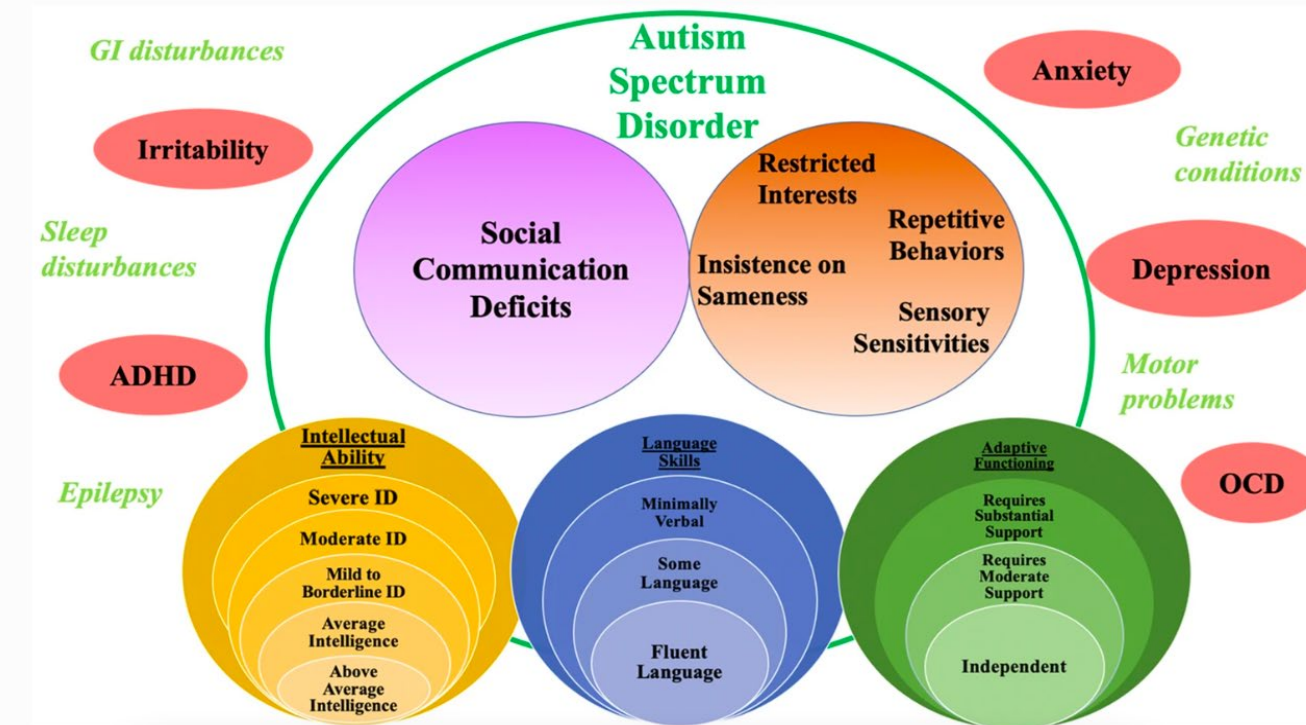 Autism
Spectrum
Disorder
GI disturbances
Irritability
Sleep
disturbances
ADHD
Epilepsy
Anxiety
Genetic
conditions
Depression
Motor
problems
OCD
Social
Communication
Deficits
Restricted
Interests
Repetitive
Behaviors
Insistence on
Sameness
Sensory
Sensitivities
Intellectual
Ability
Severe ID
Moderate ID
Mild to
Borderline ID
Average
Intelligence
Above
Average
Intelligence
Language
Skills
Minimally
Verbal
Some
Language
Fluent
Language
Adaptive
Functioning
Requires
Substantial
Support
Requires
Moderate
Support
Independent